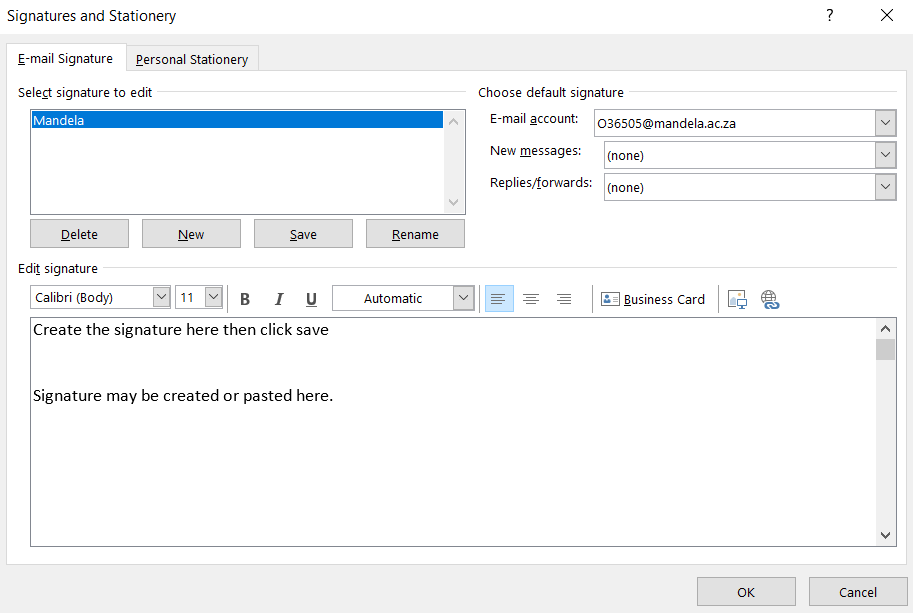 Signatures and Stationery ?
E-mail Signature Personal Stationery
Select signature to edit
Mandela
Delete New Save Rename
Choose default signature
E-mail account: O36505@mandela.ac.za
New messages: (none)
Replies/forwards: (none)
Edit signature
Calibri (Body) 11 B I U Automatic Business Card
Create the signature here then click save
Signature may be created or pasted here.
OK Cancel